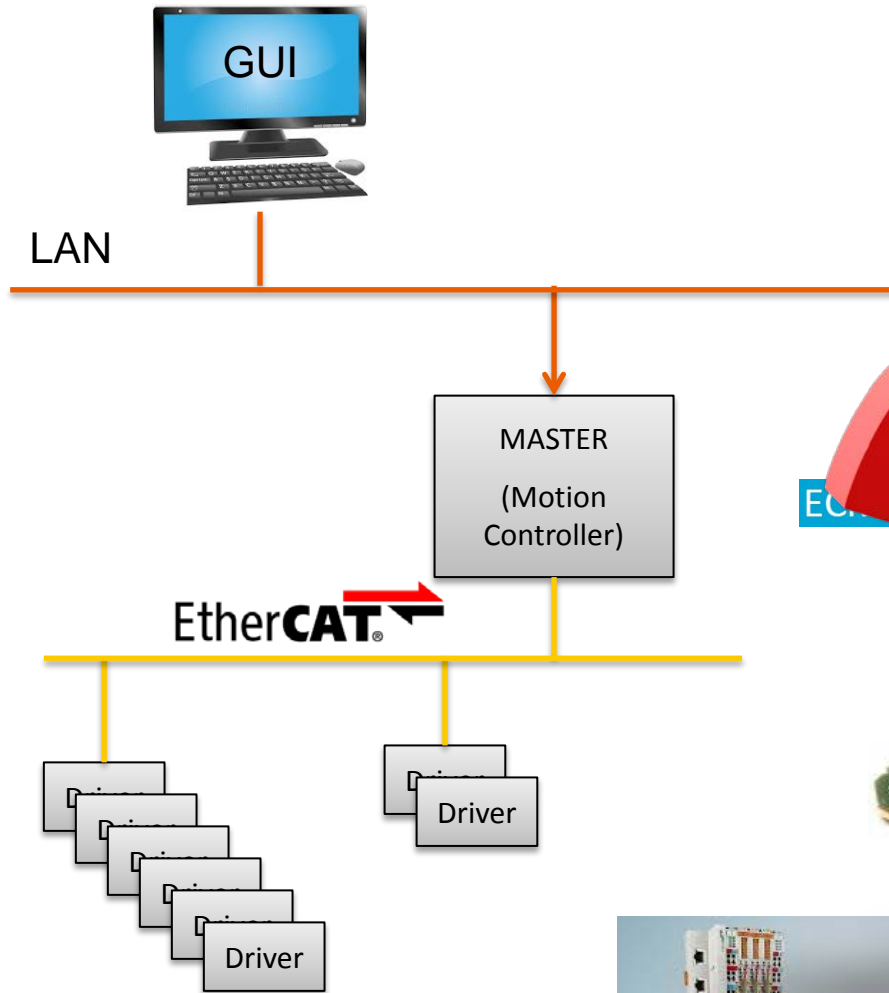 GUI
LAN
MASTER
(Motion
Controller)
EtherCAT®
Driver
Driver